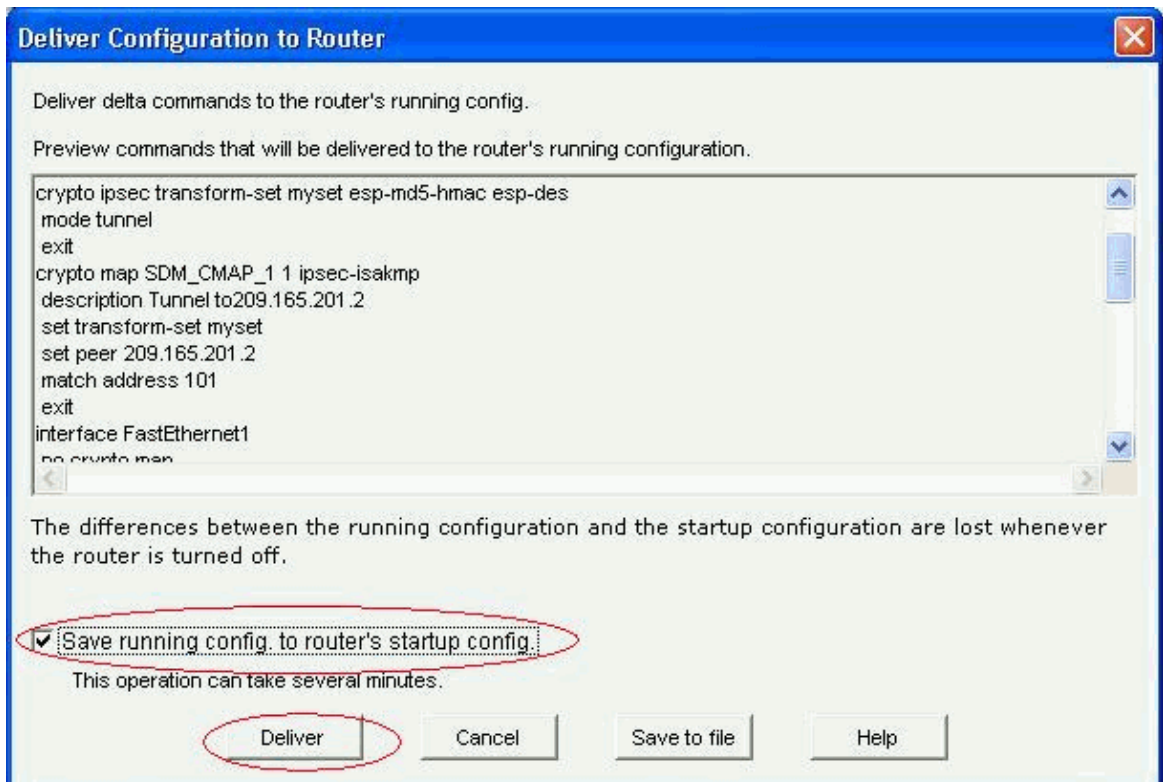 Deliver Configuration to Router
Deliver delta commands to the router's running config.
Preview commands that will be delivered to the router's running configuration.
crypto ipsec transform-set myset esp-md5-hmac esp-des
mode tunnel
exit
crypto map SDM_CMAP_1 1 ipsec-isakmp
description Tunnel to209.165.201.2
set transform-set myset
set peer 209.165.201.2
match address 101
exit
interface FastEthernet1
no crypto map
The differences between the running configuration and the startup configuration are lost whenever
the router is turned off.
Save running config. to router's startup config.
This operation can take several minutes.
Deliver Cancel Save to file Help